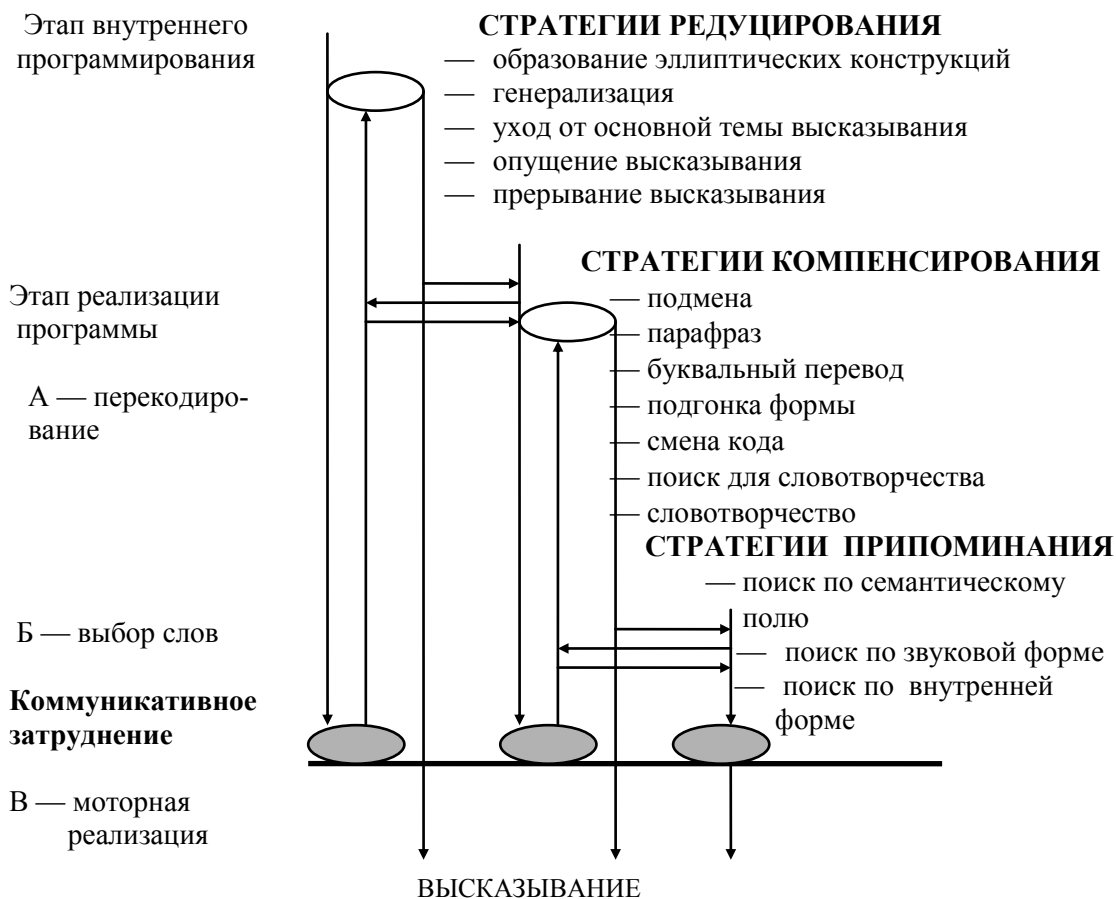 Этап внутреннего
программирования
СТРАТЕГИИ РЕДУЦИРОВАНИЯ
— образование эллиптических конструкций
— генерализация
— уход от основной темы высказывания
— опущение высказывания
— прерывание высказывания
СТРАТЕГИИ КОМПЕНСИРОВАНИЯ
Этап реализации
программы
— подмена
— парафраз
— буквальный перевод
— подгонка формы
— смена кода
— поиск для словотворчества
— словотворчество
А — перекодиро-
вание
СТРАТЕГИИ ПРИПОМИНАНИЯ
— поиск по семантическому
полю
— поиск по звуковой форме
— поиск по внутренней
форме
Б — выбор слов
Коммуникативное
затруднение
В — моторная
реализация
ВЫСКАЗЫВАНИЕ